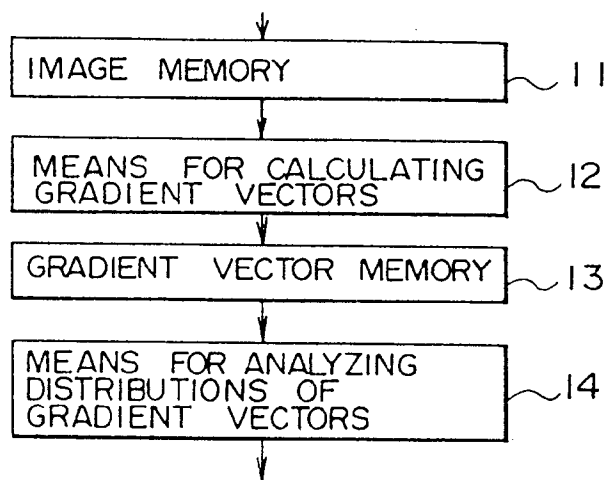 IMAGE MEMORY
11
MEANS FOR CALCULATING
GRADIENT VECTORS
12
GRADIENT VECTOR MEMORY
13
MEANS FOR ANALYZING
DISTRIBUTIONS OF
GRADIENT VECTORS
14